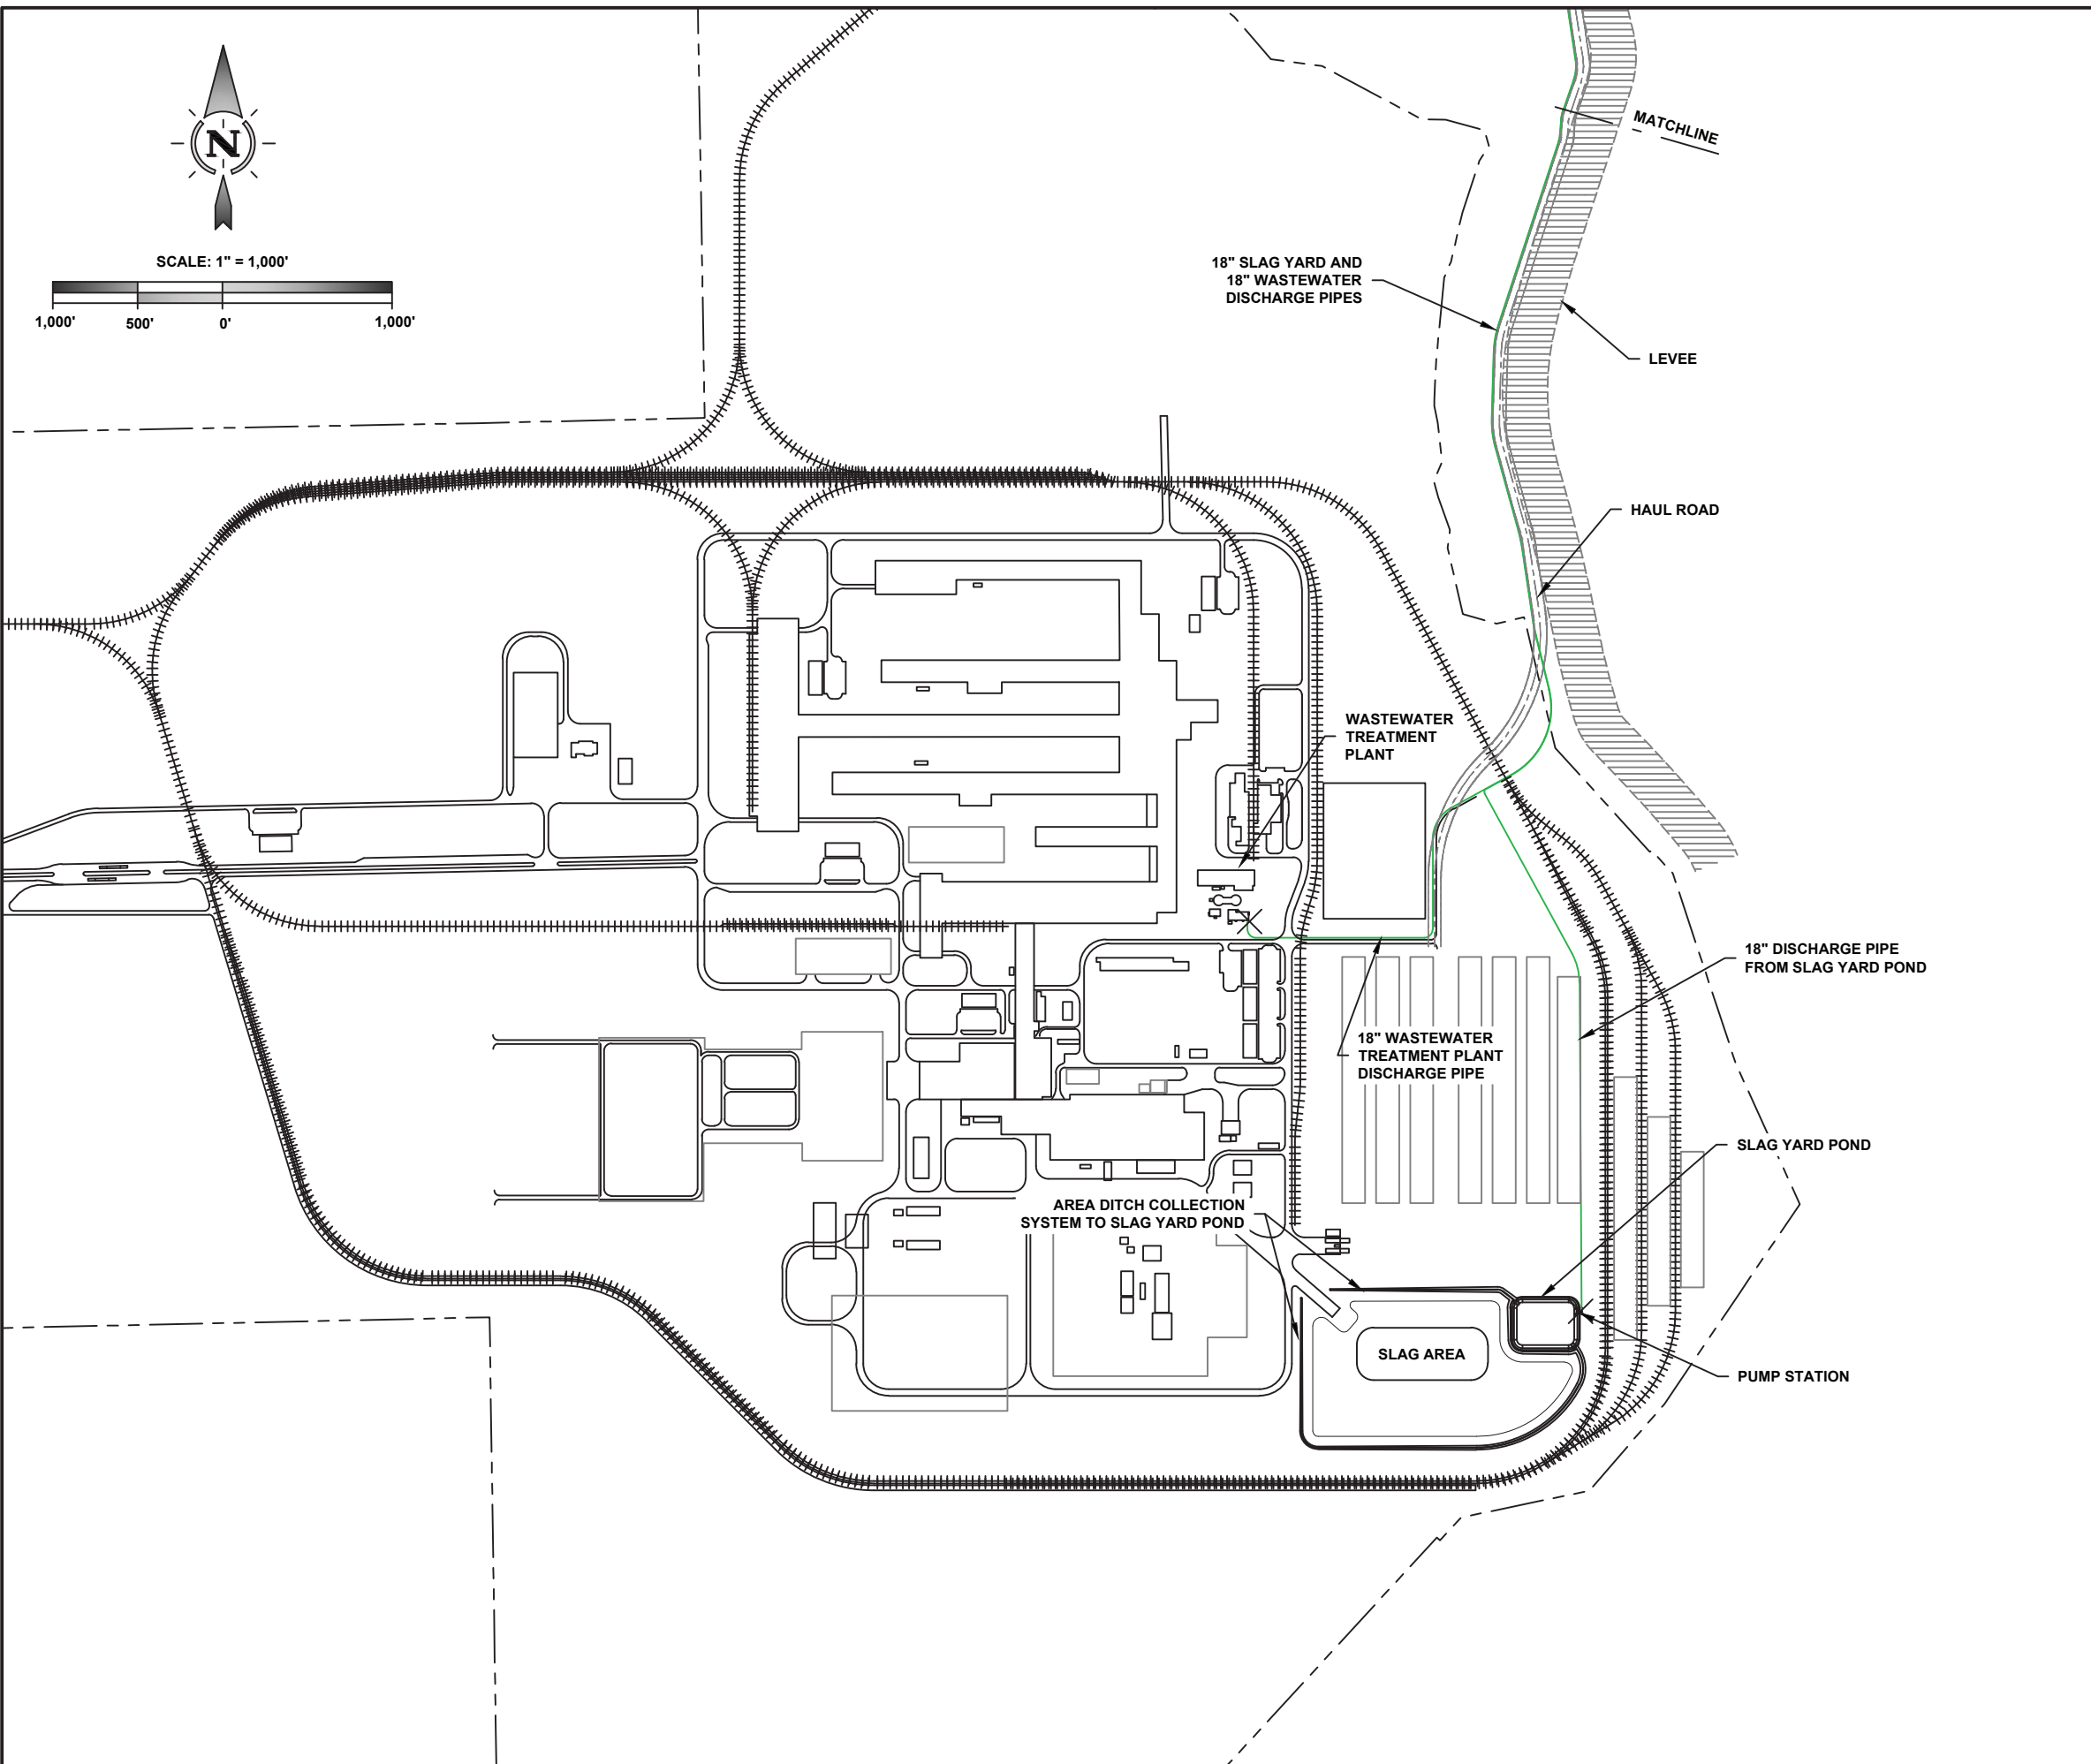 N
SCALE: 1" = 1,000'
1,000' 500' 0' 1,000'
MATCHLINE
18" SLAG YARD AND
18" WASTEWATER
DISCHARGE PIPES
LEVEE
HAUL ROAD
WASTEWATER
TREATMENT
PLANT
18" DISCHARGE PIPE
FROM SLAG YARD POND
18" WASTEWATER
TREATMENT PLANT
DISCHARGE PIPE
SLAG YARD POND
AREA DITCH COLLECTION
SYSTEM TO SLAG YARD POND
SLAG AREA
PUMP STATION